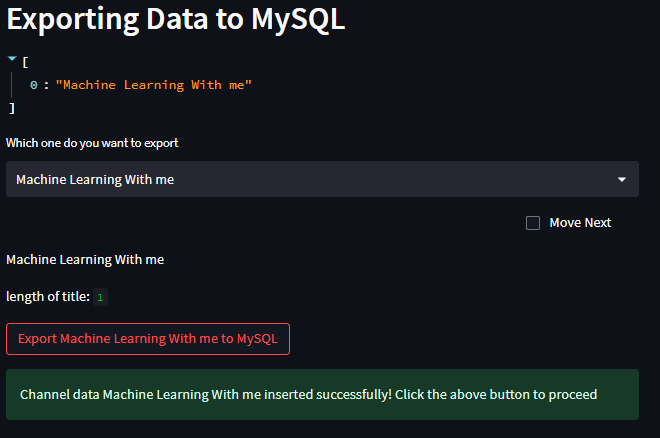 Exporting Data to MySQL
[
0 : "Machine Learning With me"
]
Which one do you want to export
Machine Learning With me
Move Next
Machine Learning With me
length of title: 1
Export Machine Learning With me to MySQL
Channel data Machine Learning With me inserted successfully! Click the above button to proceed